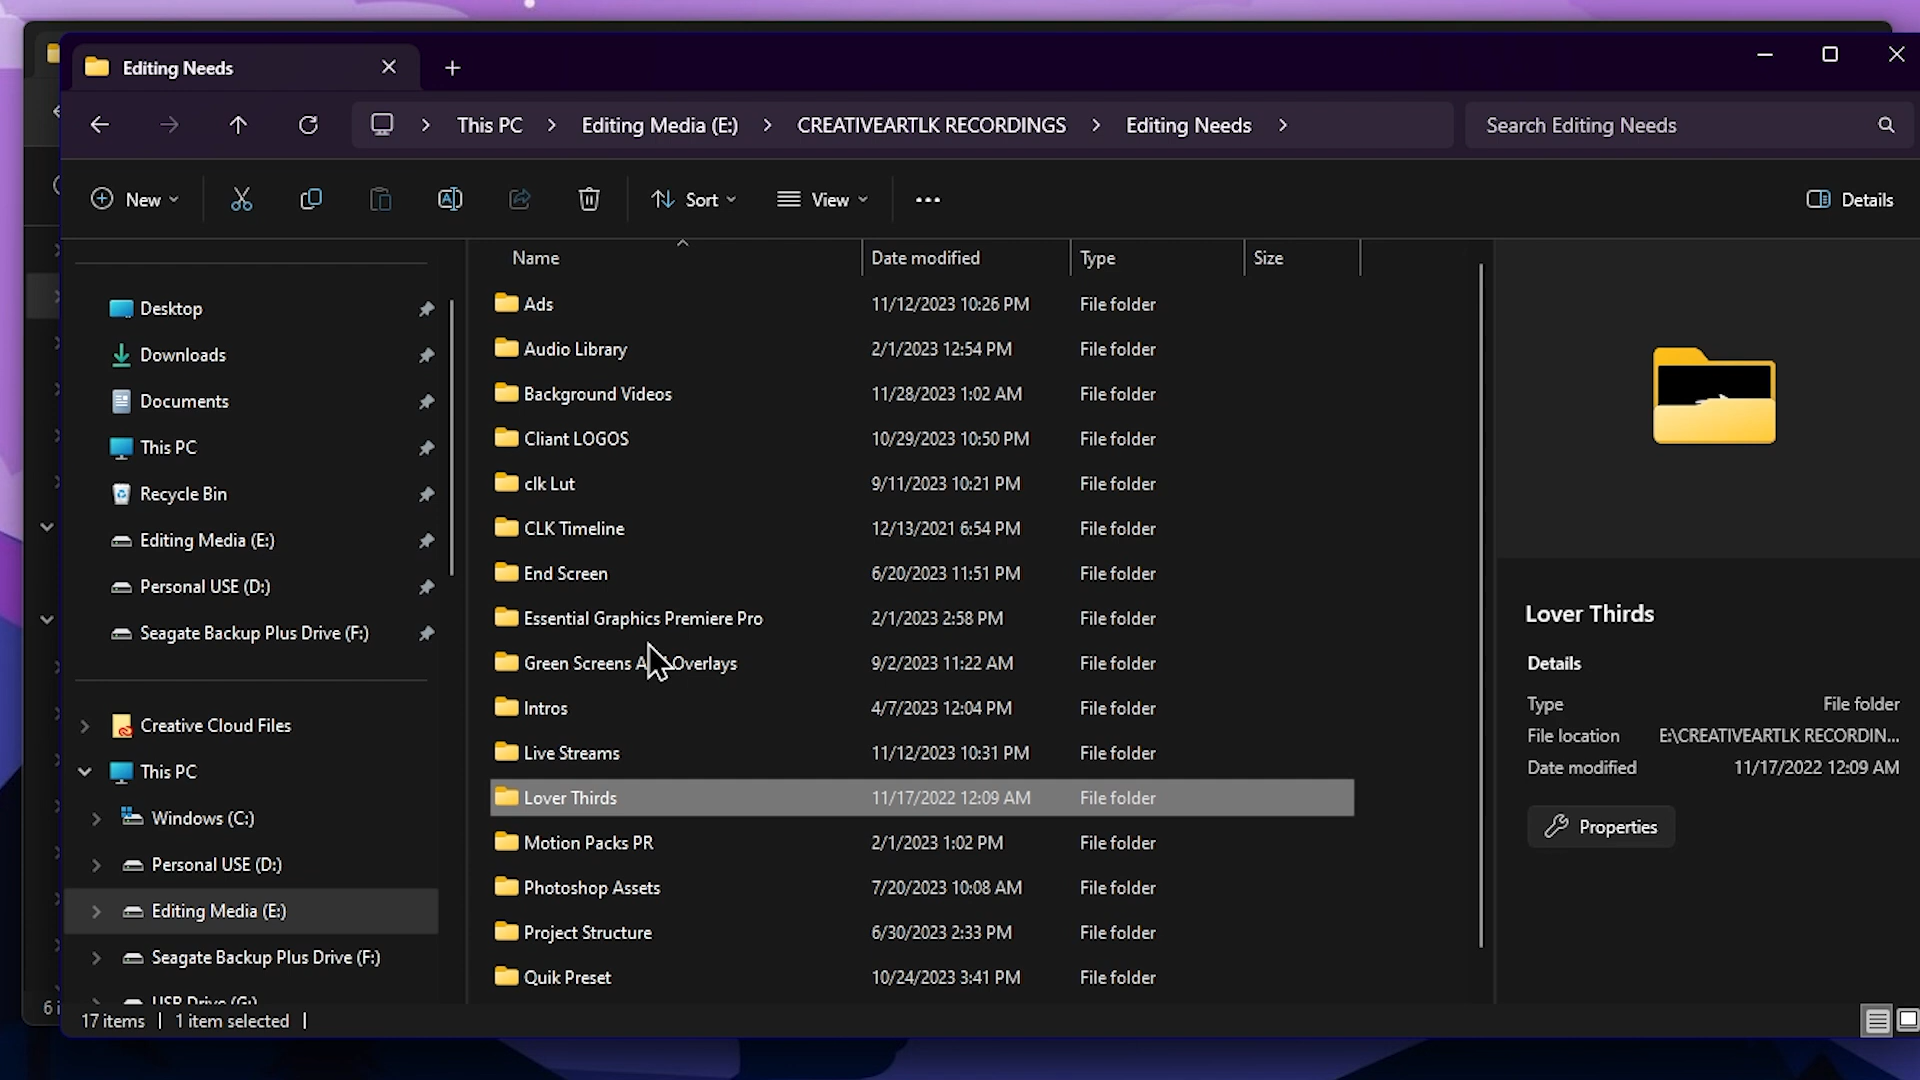 Editing Needs
This PC
Editing Media (E:)
CREATIVEARTLK RECORDINGS
Editing Needs
Search Editing Needs
New
Sort
View
Details
Name
Date modified
Type
Size
Desktop
Downloads
Documents
This PC
Recycle Bin
Editing Media (E:)
Personal USE (D:)
Seagate Backup Plus Drive (F:)
Creative Cloud Files
This PC
Windows (C:)
Personal USE (D:)
Editing Media (E:)
Seagate Backup Plus Drive (F:)
USB Drive (G:)
Ads 11/12/2023 10:26 PM File folder
Audio Library 2/1/2023 12:54 PM File folder
Background Videos 11/28/2023 1:02 AM File folder
Cliant LOGOS 10/29/2023 10:50 PM File folder
clk Lut 9/11/2023 10:21 PM File folder
CLK Timeline 12/13/2021 6:54 PM File folder
End Screen 6/20/2023 11:51 PM File folder
Essential Graphics Premiere Pro 2/1/2023 2:58 PM File folder
Green Screens Overlays 9/2/2023 11:22 AM File folder
Intros 4/7/2023 12:04 PM File folder
Live Streams 11/12/2023 10:31 PM File folder
Lover Thirds 11/17/2022 12:09 AM File folder
Motion Packs PR 2/1/2023 1:02 PM File folder
Photoshop Assets 7/20/2023 10:08 AM File folder
Project Structure 6/30/2023 2:33 PM File folder
Quik Preset 10/24/2023 3:41 PM File folder
Lover Thirds
Details
Type File folder
File location E:\CREATIVEARTLK RECORDIN...
Date modified 11/17/2022 12:09 AM
Properties
6 i
17 items
1 item selected